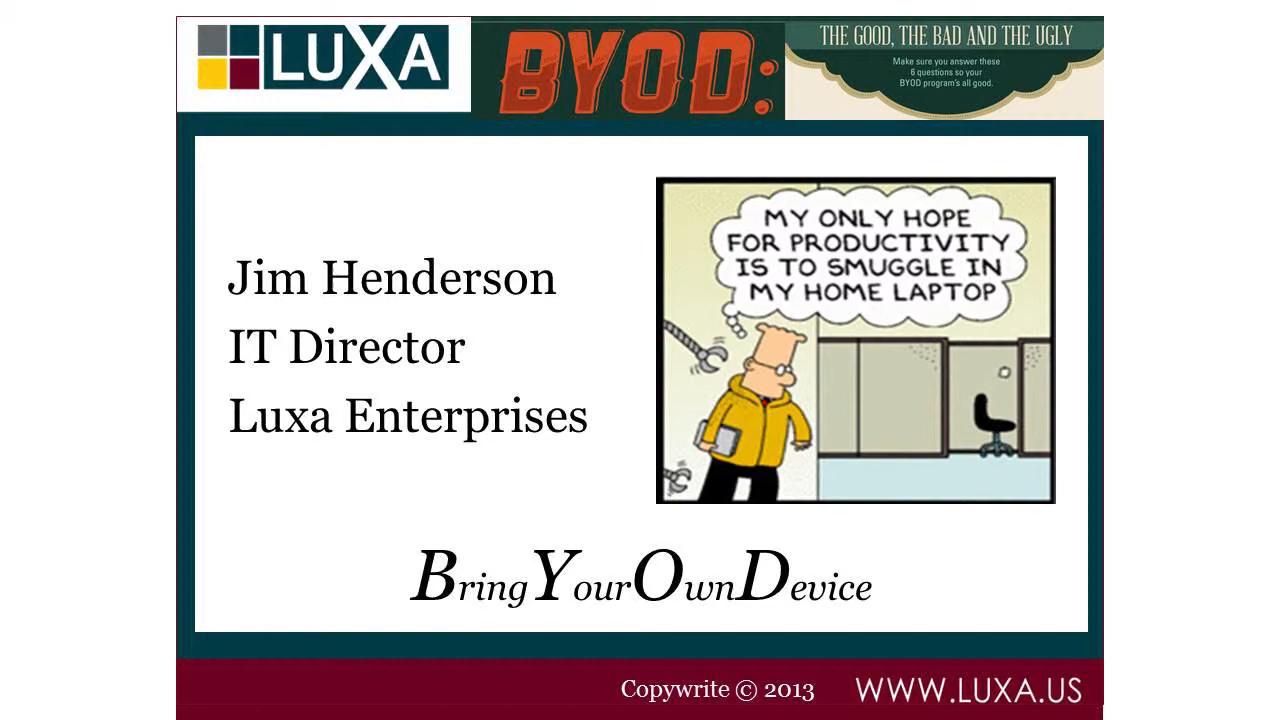 LUXA
BYOD:
THE GOOD, THE BAD AND THE UGLY
Make sure you answer these
6 questions so your
BYOD program's all good.
MY ONLY HOPE
FOR PRODUCTIVITY
IS TO SMUGGLE IN
MY HOME LAPTOP
Jim Henderson
IT Director
Luxa Enterprises
BringYourOwnDevice
Copywrite © 2013
WWW.LUXA.US